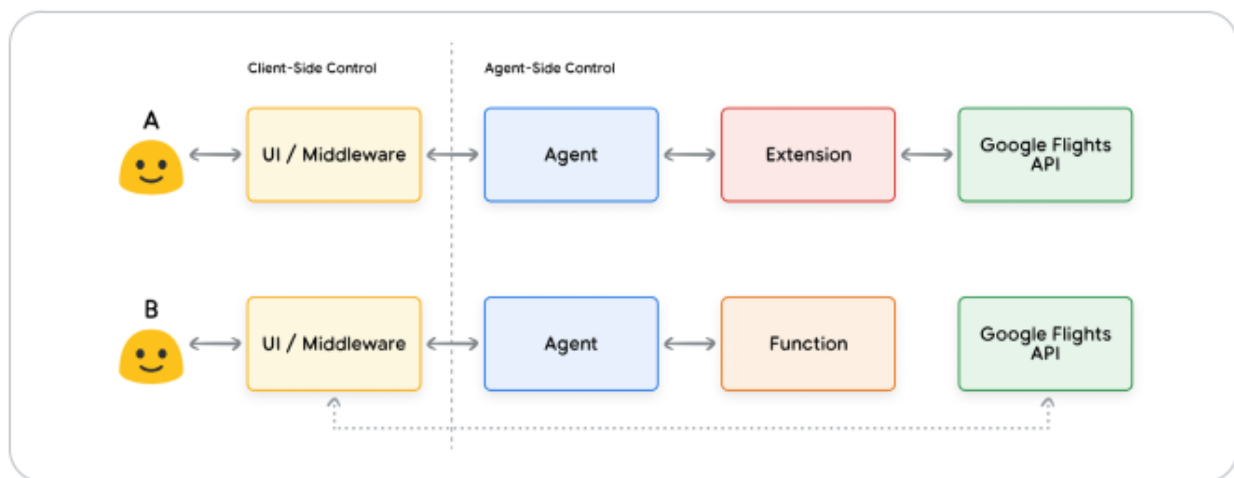 Client-Side Control
Agent-Side Control
A
UI / Middleware
Agent
Extension
Google Flights
API
B
UI / Middleware
Agent
Function
Google Flights
API